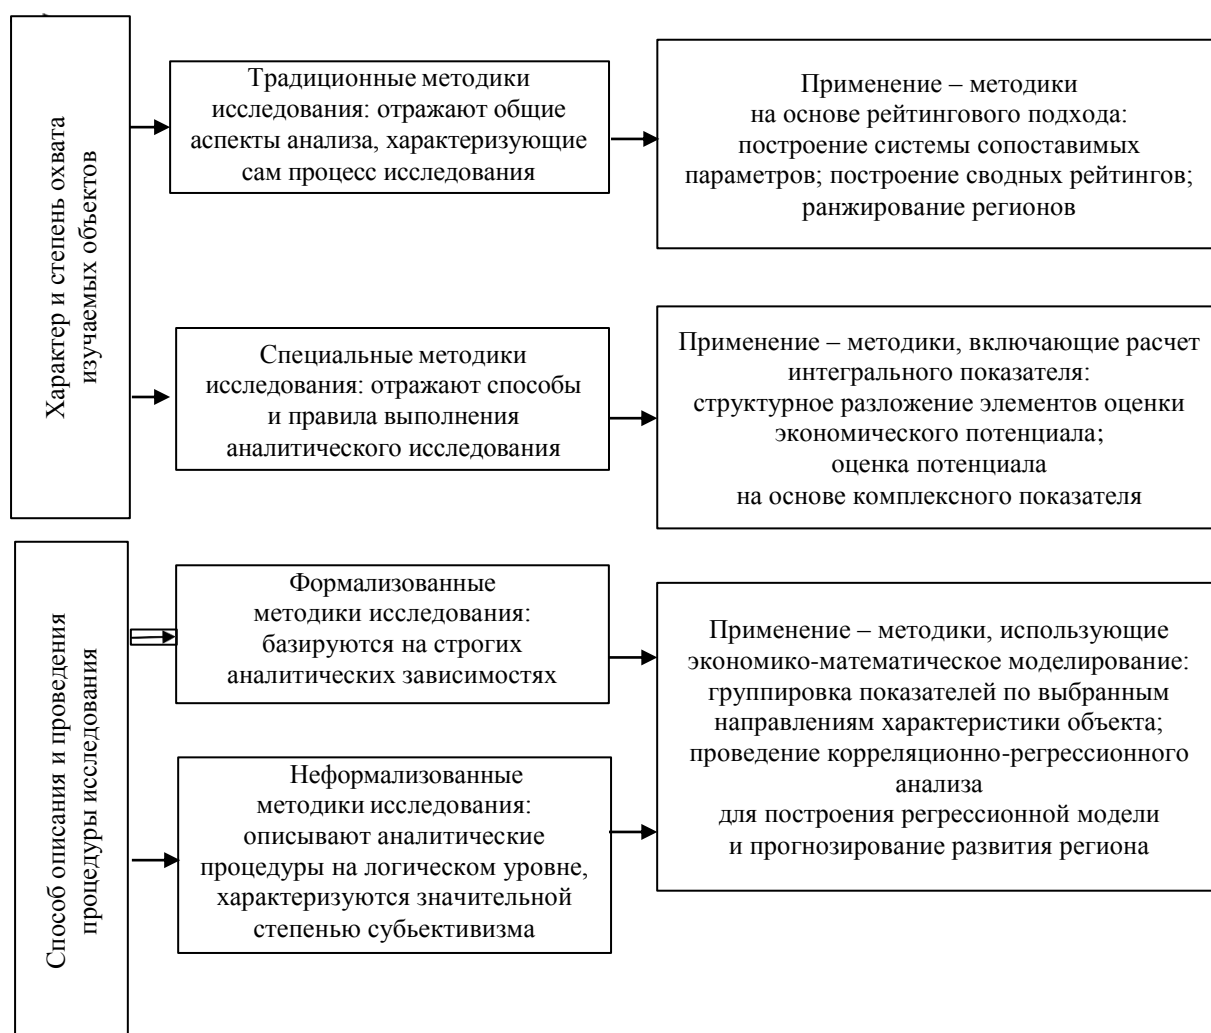 Характер и степень охвата
изучаемых объектов
Традиционные методики
исследования: отражают общие
аспекты анализа, характеризующие
сам процесс исследования
Применение – методики
на основе рейтингового подхода:
построение системы сопоставимых
параметров; построение сводных рейтингов;
ранжирование регионов
Специальные методики
исследования: отражают способы
и правила выполнения
аналитического исследования
Применение – методики, включающие расчет
интегрального показателя:
структурное разложение элементов оценки
экономического потенциала;
оценка потенциала
на основе комплексного показателя
Способ описания и проведения
процедуры исследования
Формализованные
методики исследования:
базируются на строгих
аналитических зависимостях
Неформализованные
методики исследования:
описывают аналитические
процедуры на логическом уровне,
характеризуются значительной
степенью субъективизма
Применение – методики, использующие
экономико-математическое моделирование:
группировка показателей по выбранным
направлениям характеристики объекта;
проведение корреляционно-регрессионного
анализа
для построения регрессионной модели
и прогнозирование развития региона